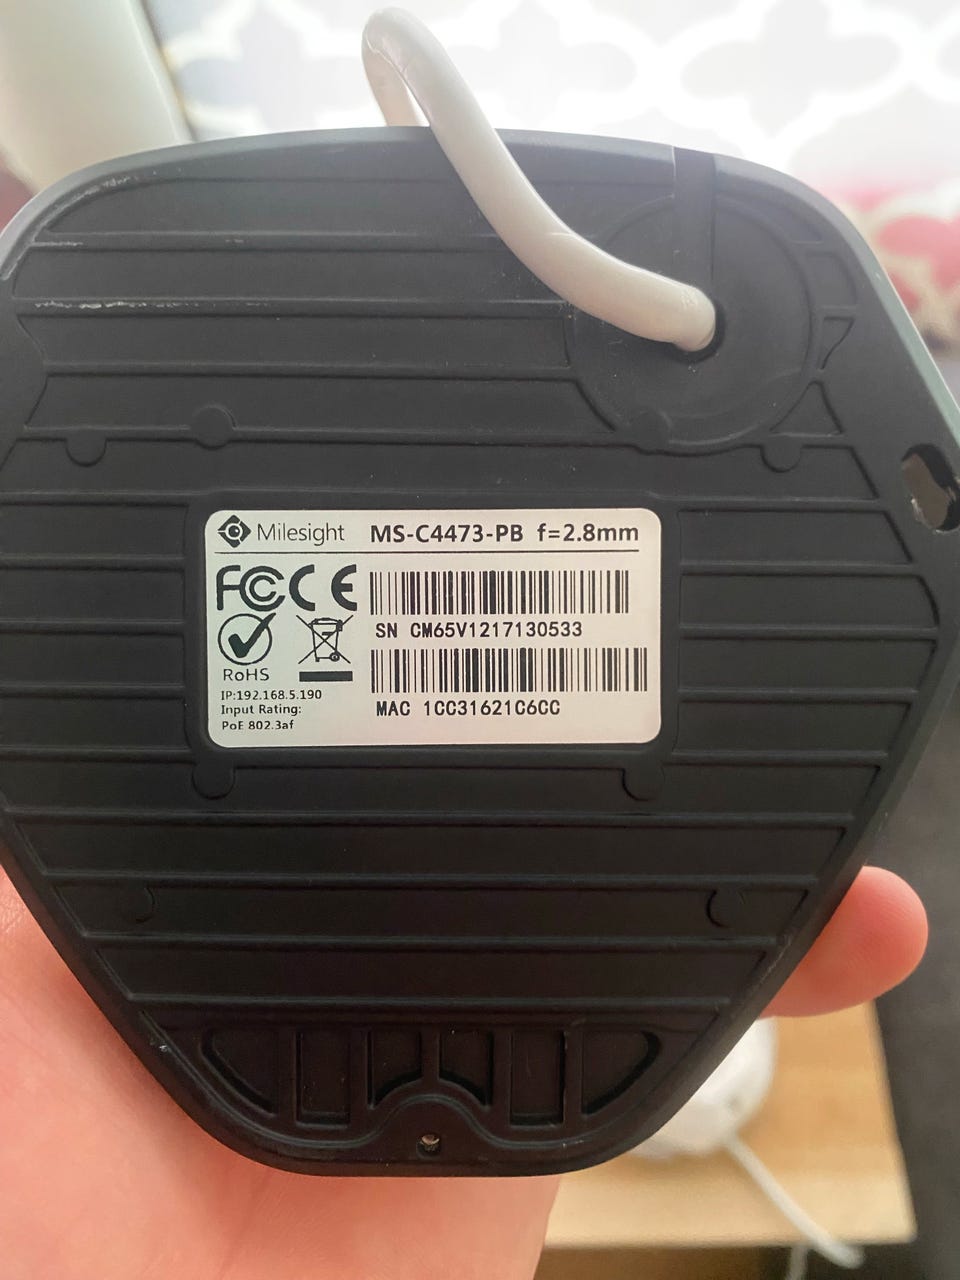 Milesight MS-C4473-PB f=2.8mm
FC CE
SN CM65V1217130533
RoHS
MAC 1CC31621C6CC
IP:192.168.5.190
Input Rating:
PoE 802.3af